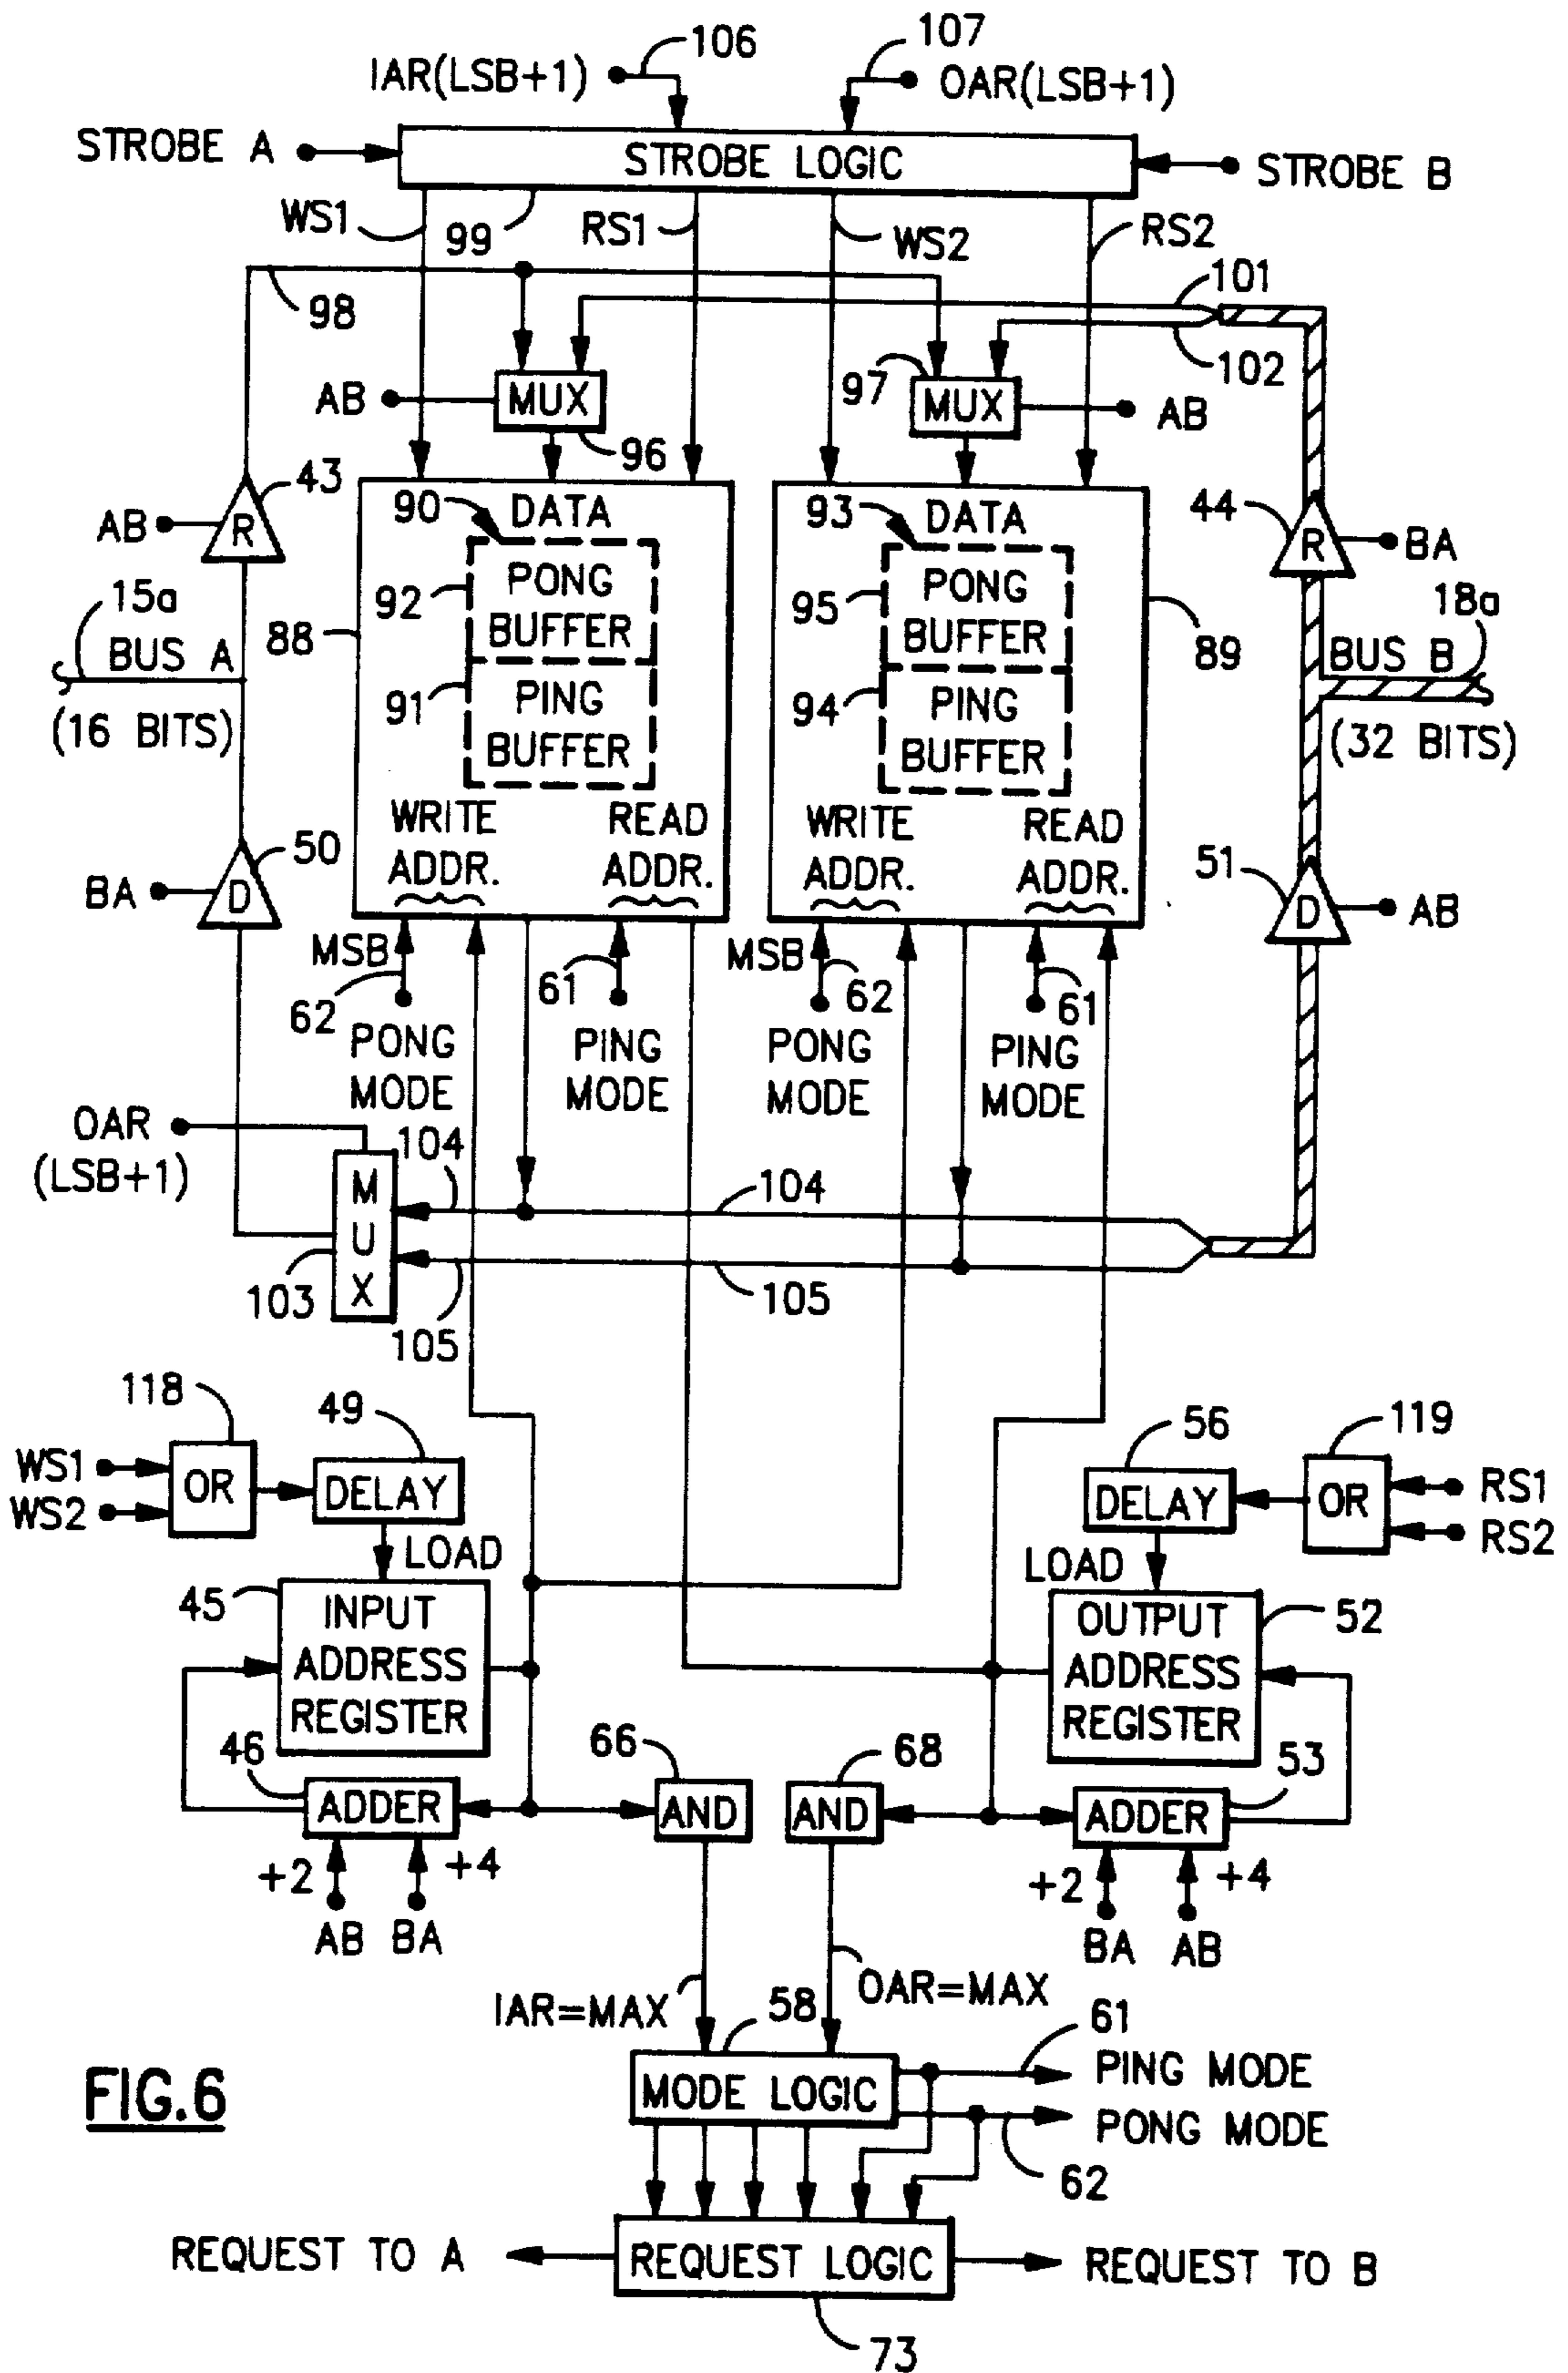 106
107
IAR(LSB+1)
OAR(LSB+1)
STROBE A
STROBE LOGIC
STROBE B
WS1
99
RS1
WS2
RS2
98
101
102
AB
MUX
96
97
MUX
AB
43
AB
R
44
R
BA
90
DATA
92
PONG
BUFFER
91
PING
BUFFER
88
WRITE
ADDR.
READ
ADDR.
93
DATA
95
PONG
BUFFER
94
PING
BUFFER
89
WRITE
ADDR.
READ
ADDR.
15a
BUS A
(16 BITS)
18a
BUS B
(32 BITS)
50
BA
D
51
D
AB
MSB
62
PONG
MODE
61
PING
MODE
MSB
62
PONG
MODE
61
PING
MODE
OAR
(LSB+1)
104
104
M
U
X
103
105
105
118
49
WS1
WS2
OR
DELAY
LOAD
56
119
DELAY
OR
RS1
RS2
LOAD
45
INPUT
ADDRESS
REGISTER
OUTPUT
ADDRESS
REGISTER
52
46
ADDER
66
AND
68
AND
ADDER
53
+2
+4
AB
BA
+2
+4
BA
AB
IAR=MAX
OAR=MAX
58
61
MODE LOGIC
PING MODE
PONG MODE
62
FIG.6
REQUEST TO A
REQUEST LOGIC
REQUEST TO B
73